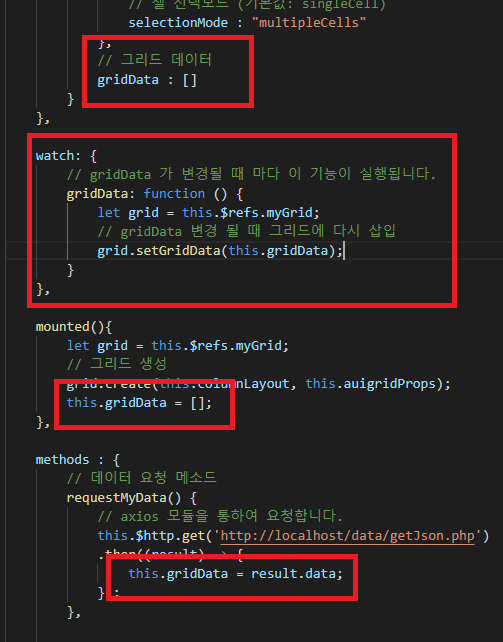 // 셀 선택모드 (기본값: singleCell)
selectionMode : "multipleCells"
},
// 그리드 데이터
gridData : []
}
},
watch: {
// gridData 가 변경될 때 마다 이 기능이 실행됩니다.
gridData: function () {
let grid = this.$refs.myGrid;
// gridData 변경 될 때 그리드에 다시 삽입
grid.setGridData(this.gridData);
}
},
mounted(){
let grid = this.$refs.myGrid;
// 그리드 생성
grid.create(this.columnLayout, this.auigridProps);
this.gridData = [];
},
methods : {
// 데이터 요청 메소드
requestMyData() {
// axios 모듈을 통하여 요청합니다.
this.$http.get('http://localhost/data/getJson.php')
.then((result) => {
this.gridData = result.data;
}
},